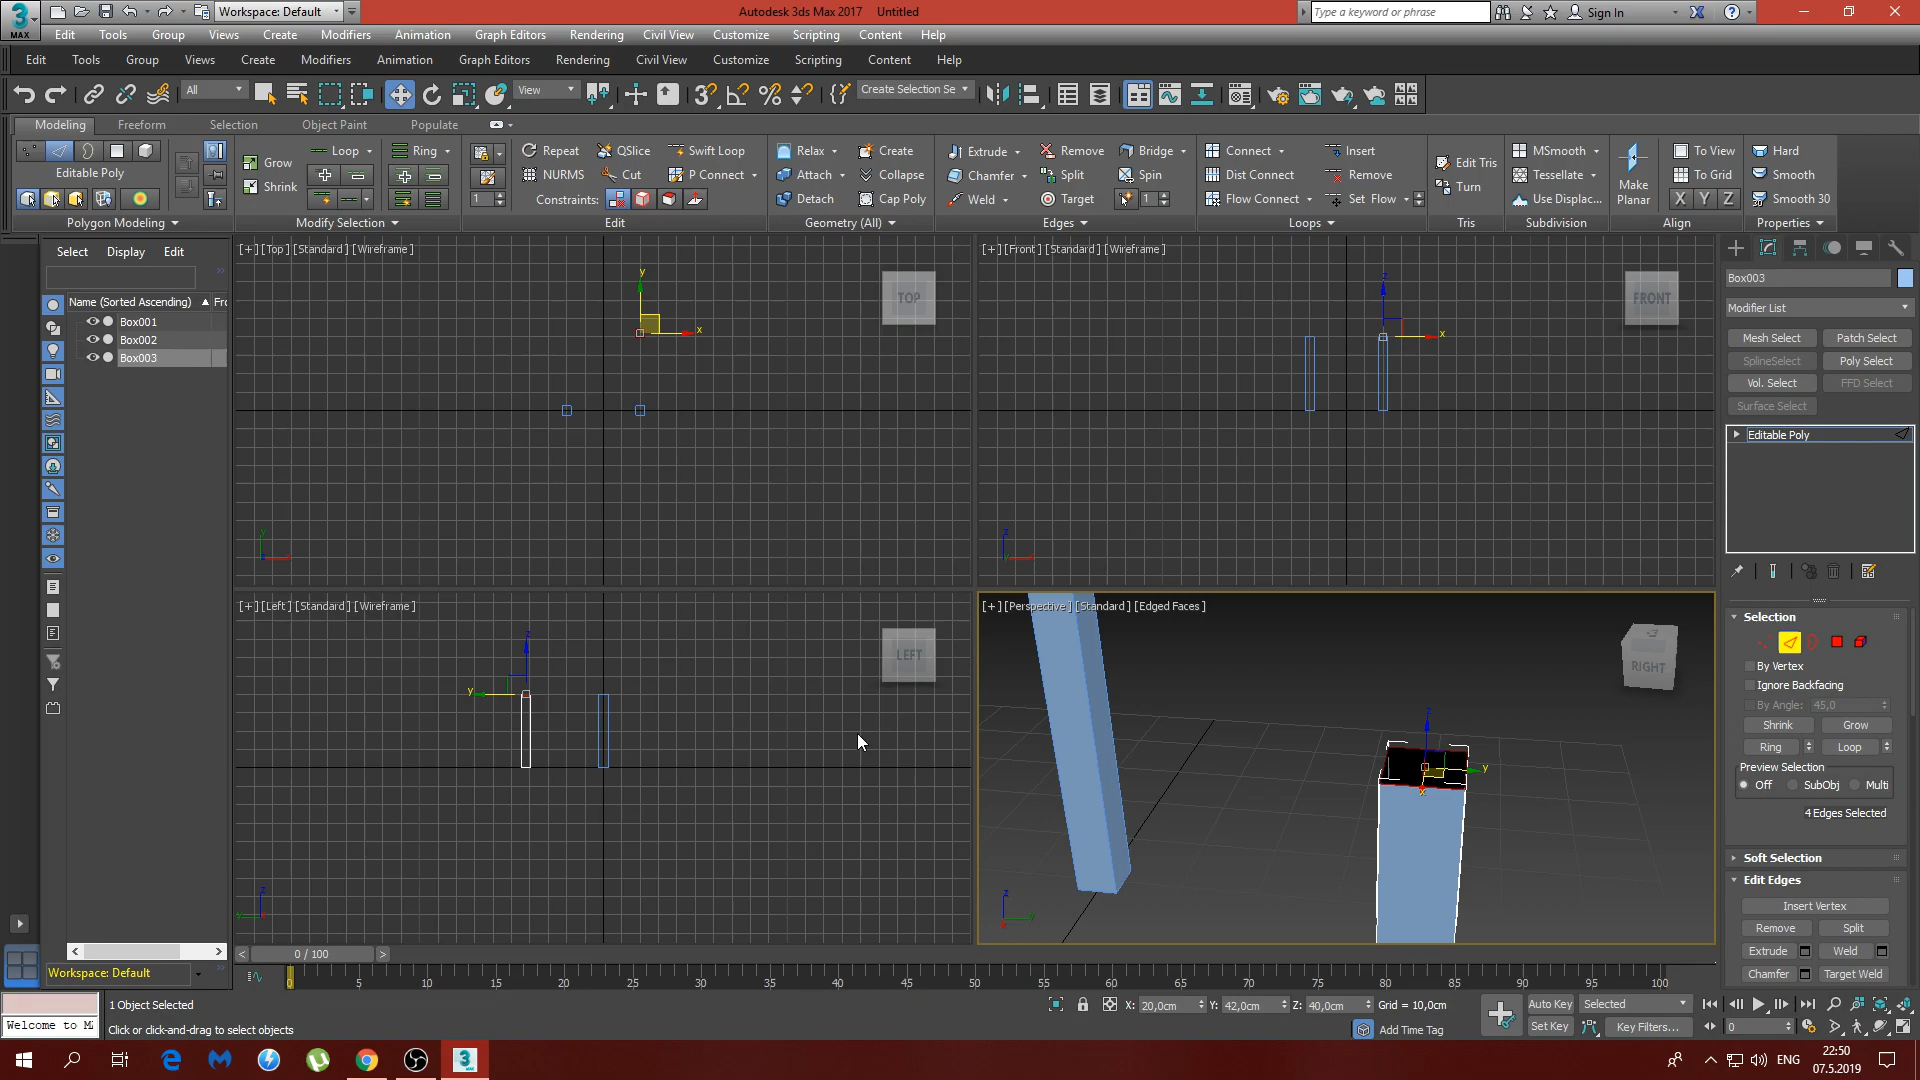 3 MAX Workspace: Default Autodesk 3ds Max 2017 Untitled Type a keyword or phrase Sign In
Edit Tools Group Views Create Modifiers Animation Graph Editors Rendering Civil View Customize Scripting Content Help
Edit Tools Group Views Create Modifiers Animation Graph Editors Rendering Civil View Customize Scripting Content Help
All View Create Selection Se
Modeling Freeform Selection Object Paint Populate
Grow Loop Ring Repeat QSlice Swift Loop Relax Create Extrude Remove Bridge Connect Insert Edit Tris MSmooth To View Hard
Editable Poly Shrink NURMS Cut P Connect Attach Collapse Chamfer Split Spin Dist Connect Remove Turn Tessellate Make Planar To Grid Smooth
1 Constraints: Detach Cap Poly Weld Target 1 Flow Connect Set Flow Use Displac... X Y Z Smooth 30
Polygon Modeling Modify Selection Edit Geometry (All) Edges Loops Tris Subdivision Align Properties
Select Display Edit
[+] [Top] [Standard] [Wireframe]
TOP
y
x
[+] [Front] [Standard] [Wireframe]
FRONT
z
x
Name (Sorted Ascending) Fr
Box001
Box002
Box003
[+] [Left] [Standard] [Wireframe]
LEFT
z
y
[+] [Perspective] [Standard] [Edged Faces]
RIGHT
z
y
x
Box003
Modifier List
Mesh Select Patch Select
SplineSelect Poly Select
Vol. Select FFD Select
Surface Select
Editable Poly
Selection
By Vertex
Ignore Backfacing
By Angle: 45,0
Shrink Grow
Ring Loop
Preview Selection
Off SubObj Multi
4 Edges Selected
Soft Selection
Edit Edges
Insert Vertex
Remove Split
Extrude Weld
Chamfer Target Weld
< 0 / 100 >
Workspace: Default
0 5 10 15 20 25 30 35 40 45 50 55 60 65 70 75 80 85 90 95 100
1 Object Selected X: 20,0cm Y: 42,0cm Z: 40,0cm Grid = 10,0cm Auto Key Selected
Welcome to M Click or click-and-drag to select objects Add Time Tag Set Key Key Filters... 0
ENG 22:50
07.5.2019